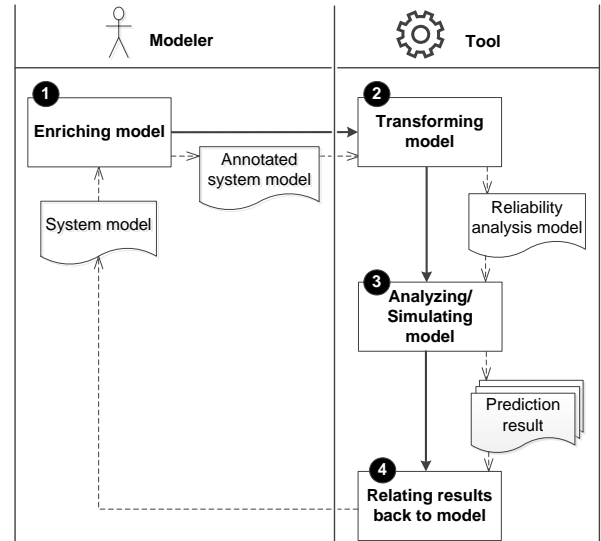 Modeler
Tool
1
Enriching model
2
Transforming
model
Annotated
system model
System model
Reliability
analysis model
3
Analyzing/
Simulating
model
Prediction
result
4
Relating results
back to model